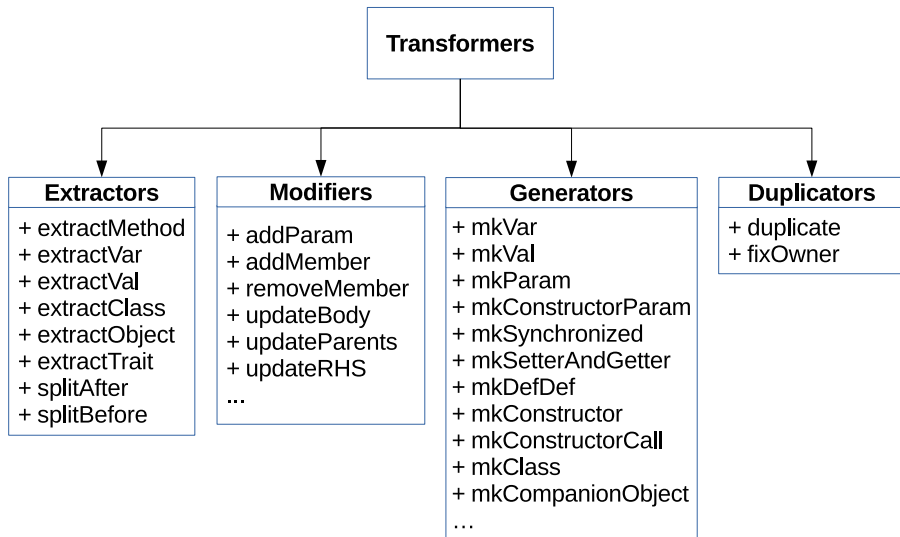 Transformers
Extractors
+ extractMethod
+ extractVar
+ extractVal
+ extractClass
+ extractObject
+ extractTrait
+ splitAfter
+ splitBefore
Modifiers
+ addParam
+ addMember
+ removeMember
+ updateBody
+ updateParents
+ updateRHS
...
Generators
+ mkVar
+ mkVal
+ mkParam
+ mkConstructorParam
+ mkSynchronized
+ mkSetterAndGetter
+ mkDefDef
+ mkConstructor
+ mkConstructorCall
+ mkClass
+ mkCompanionObject
...
Duplicators
+ duplicate
+ fixOwner